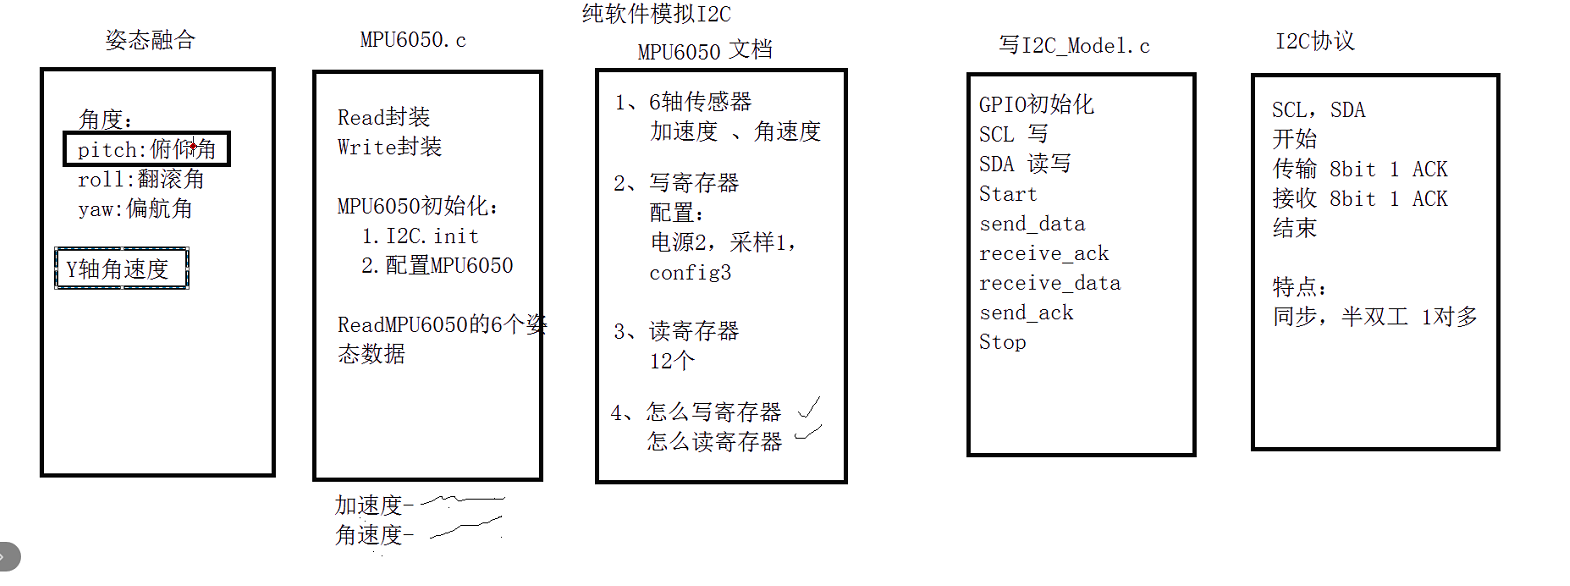 纯软件模拟I2C
姿态融合
角度：
pitch:俯仰角
roll:翻滚角
yaw:偏航角
Y轴角速度
MPU6050.c
Read封装
Write封装
MPU6050初始化：
1.I2C.init
2.配置MPU6050
ReadMPU6050的6个姿
态数据
加速度-
角速度-
MPU6050 文档
1、6轴传感器
加速度 、角速度
2、写寄存器
配置：
电源2，采样1，
config3
3、读寄存器
12个
4、怎么写寄存器
怎么读寄存器
写I2C_Model.c
GPIO初始化
SCL 写
SDA 读写
Start
send_data
receive_ack
receive_data
send_ack
Stop
I2C协议
SCL，SDA
开始
传输 8bit 1 ACK
接收 8bit 1 ACK
结束
特点：
同步，半双工 1对多